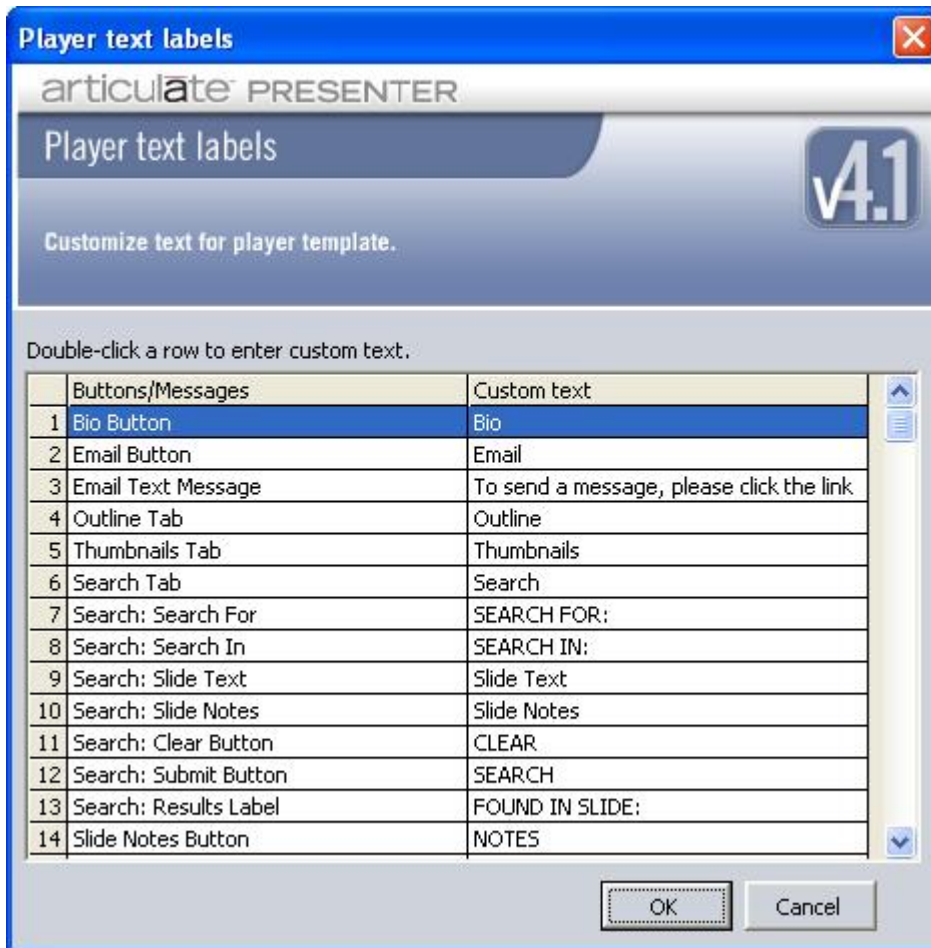 Player text labels
articulāte PRESENTER
Player text labels
v4.1
Customize text for player template.
Double-click a row to enter custom text.
Buttons/Messages Custom text
1 Bio Button Bio
2 Email Button Email
3 Email Text Message To send a message, please click the link
4 Outline Tab Outline
5 Thumbnails Tab Thumbnails
6 Search Tab Search
7 Search: Search For SEARCH FOR:
8 Search: Search In SEARCH IN:
9 Search: Slide Text Slide Text
10 Search: Slide Notes Slide Notes
11 Search: Clear Button CLEAR
12 Search: Submit Button SEARCH
13 Search: Results Label FOUND IN SLIDE:
14 Slide Notes Button NOTES
OK Cancel